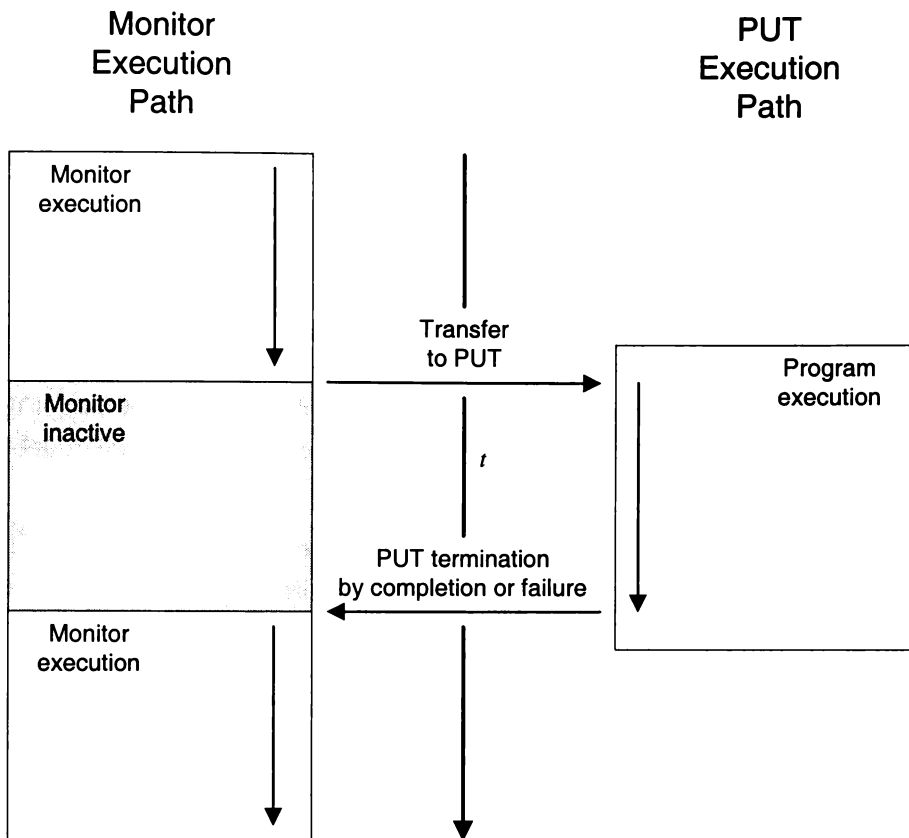 Monitor
Execution
Path
PUT
Execution
Path
Monitor
execution
Transfer
to PUT
Program
execution
Monitor
inactive
t
PUT termination
by completion or failure
Monitor
execution